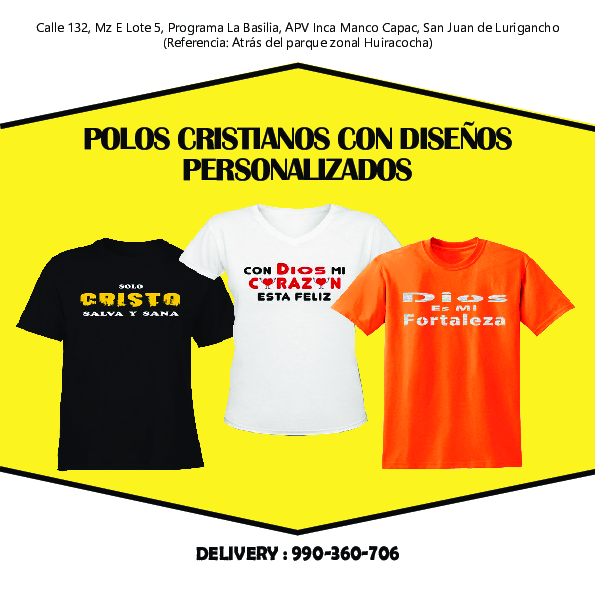 Calle 132, Mz E Lote 5, Programa La Basilia, APV Inca Manco Capac, San Juan de Lurigancho
(Referencia: Atrás del parque zonal Huiracocha)
POLOS CRISTIANOS CON DISEÑOS
PERSONALIZADOS
SOLO
CRISTO
SALVA Y SANA
CON DIOS MI
CORAZON
ESTA FELIZ
Dios
Es Mi
Fortaleza
DELIVERY : 990-360-706